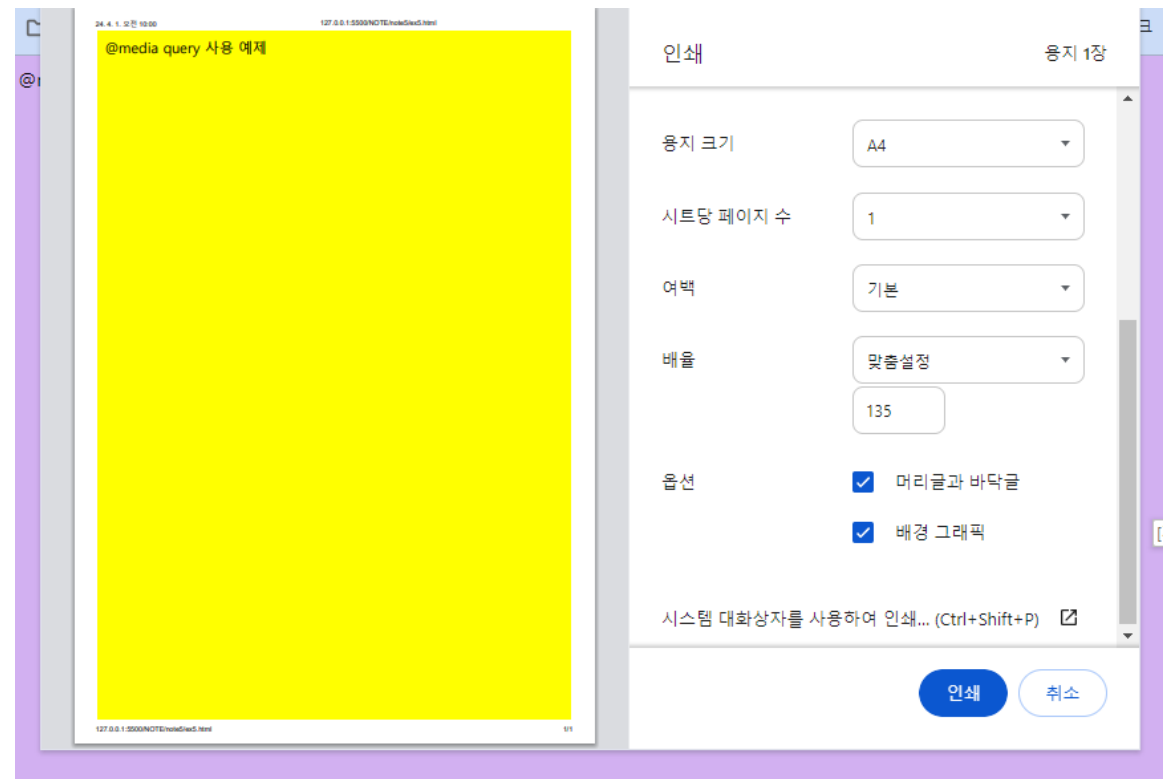 24. 4. 1. 오전 10:00 127.0.0.1:5500/NOTE/note5/ex5.html
@media query 사용 예제
127.0.0.1:5500/NOTE/note5/ex5.html 1/1
인쇄 용지 1장
용지 크기 A4
시트당 페이지 수 1
여백 기본
배율 맞춤설정
135
옵션 머리글과 바닥글
배경 그래픽
시스템 대화상자를 사용하여 인쇄... (Ctrl+Shift+P)
인쇄 취소